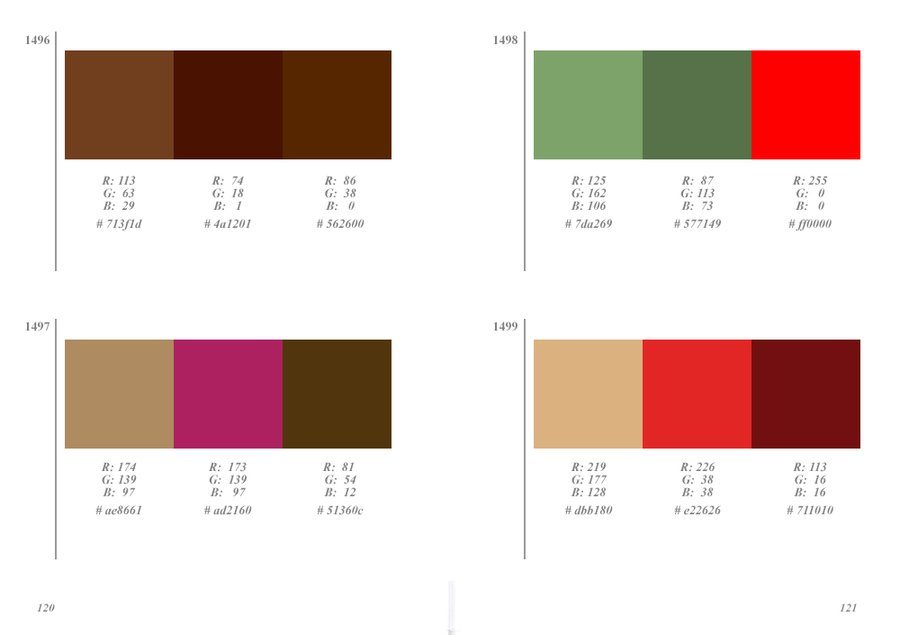 1496
R: 113 R: 74 R: 86
G: 63 G: 18 G: 38
B: 29 B: 1 B: 0
# 713f1d # 4a1201 # 562600
1498
R: 125 R: 87 R: 255
G: 162 G: 113 G: 0
B: 106 B: 73 B: 0
# 7da269 # 577149 # ff0000
1497
R: 174 R: 173 R: 81
G: 139 G: 139 G: 54
B: 97 B: 97 B: 12
# ae8661 # ad2160 # 51360c
1499
R: 219 R: 226 R: 113
G: 177 G: 38 G: 16
B: 128 B: 38 B: 16
# dbb180 # e22626 # 711010
120
121